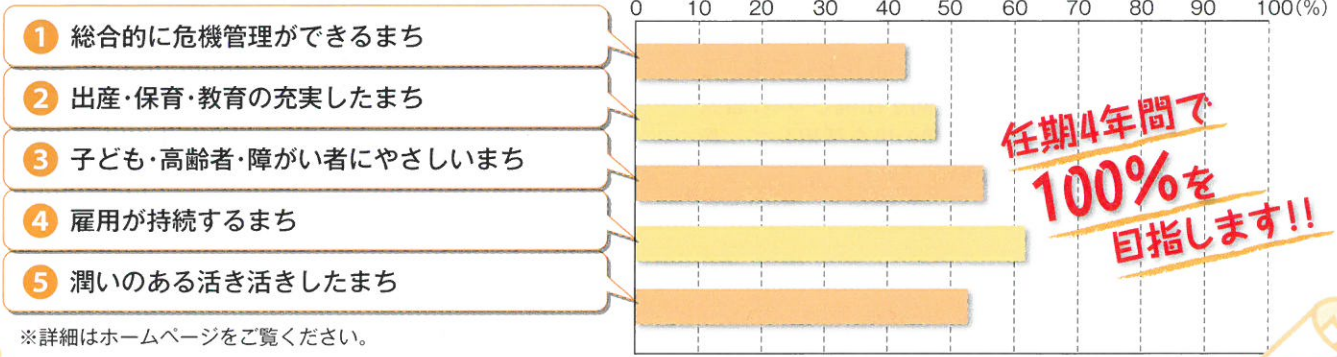 0 10 20 30 40 50 60 70 80 90 100(%)
1 総合的に危機管理ができるまち
2 出産・保育・教育の充実したまち
3 子ども・高齢者・障がい者にやさしいまち
4 雇用が持続するまち
5 潤いのある活き活きしたまち
任期4年間で
100%を
目指します!!
※詳細はホームページをご覧ください。